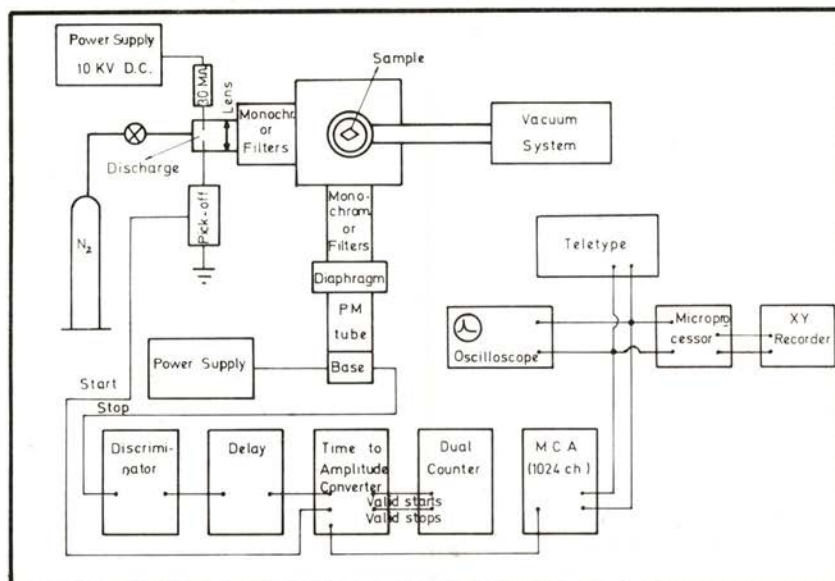 Power Supply
10 KV D.C.
30 MΩ
Lens
Sample
Monochr.
or
Filters
Vacuum
System
Discharge
Pick-off
N2
Mono-
chrom.
or
Filters
Diaphragm
PM
tube
Base
Power Supply
Teletype
Oscilloscope
Micropro
cessor
XY
Recorder
Start
Stop
Discrimi-
nator
Delay
Time to
Amplitude
Converter
Dual
Counter
Valid starts
Valid stops
M C A
(1024 ch.)